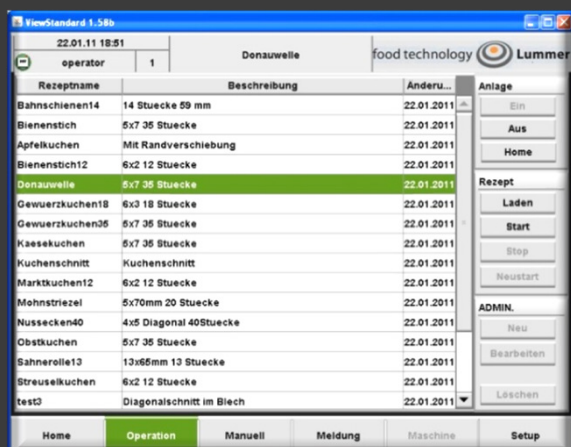 ViewStandard 1.58b
22.01.11 18:51
operator 1
Donauwelle
food technology Lummer
Rezeptname Beschreibung Änderu...
Bahnschienen14 14 Stuecke 59 mm 22.01.2011
Bienenstich 5x7 35 Stuecke 22.01.2011
Apfelkuchen Mit Randverschiebung 22.01.2011
Bienenstich12 6x2 12 Stuecke 22.01.2011
Donauwelle 5x7 35 Stuecke 22.01.2011
Gewuerzkuchen18 6x3 18 Stuecke 22.01.2011
Gewuerzkuchen35 5x7 35 Stuecke 22.01.2011
Kaesekuchen 5x7 35 Stuecke 22.01.2011
Kuchenschnitt Kuchenschnitt 22.01.2011
Marktkuchen12 6x2 12 Stuecke 22.01.2011
Mohnstriezel 5x70mm 20 Stuecke 22.01.2011
Nussecken40 4x5 Diagonal 40Stuecke 22.01.2011
Obstkuchen 5x7 35 Stuecke 22.01.2011
Sahnerolle13 13x65mm 13 Stuecke 22.01.2011
Streuselkuchen 6x2 12 Stuecke 22.01.2011
test3 Diagonalschnitt im Blech 22.01.2011
Anlage
Ein
Aus
Home
Rezept
Laden
Start
Stop
Neustart
ADMIN.
Neu
Bearbeiten
Löschen
Home Operation Manuell Meldung Maschine Setup